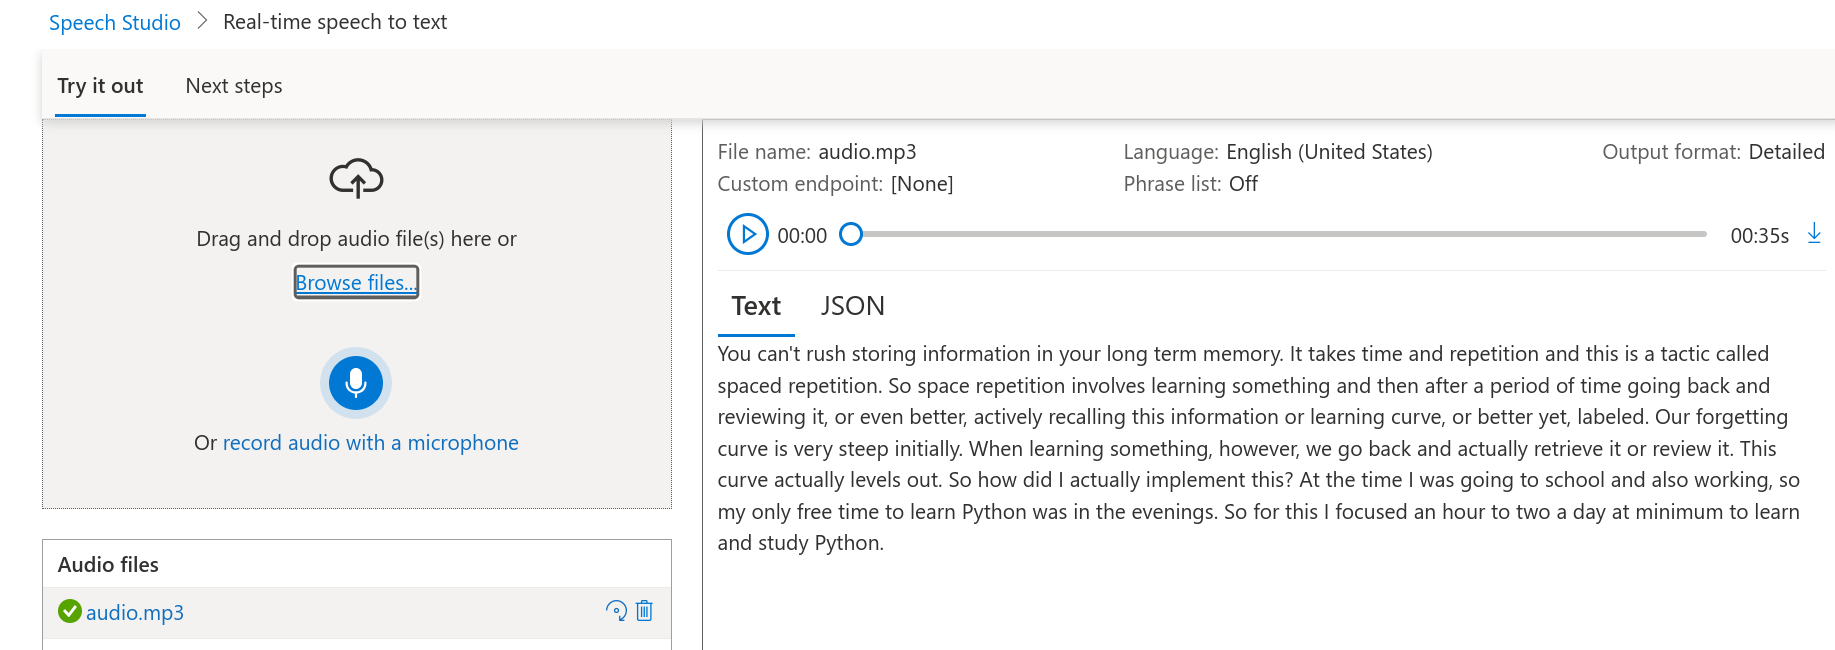 Speech Studio > Real-time speech to text
Try it out Next steps
Drag and drop audio file(s) here or
Browse files...
Or record audio with a microphone
Audio files
audio.mp3
File name: audio.mp3 Language: English (United States) Output format: Detailed
Custom endpoint: [None] Phrase list: Off
00:00 00:35s
Text JSON
You can't rush storing information in your long term memory. It takes time and repetition and this is a tactic called
spaced repetition. So space repetition involves learning something and then after a period of time going back and
reviewing it, or even better, actively recalling this information or learning curve, or better yet, labeled. Our forgetting
curve is very steep initially. When learning something, however, we go back and actually retrieve it or review it. This
curve actually levels out. So how did I actually implement this? At the time I was going to school and also working, so
my only free time to learn Python was in the evenings. So for this I focused an hour to two a day at minimum to learn
and study Python.